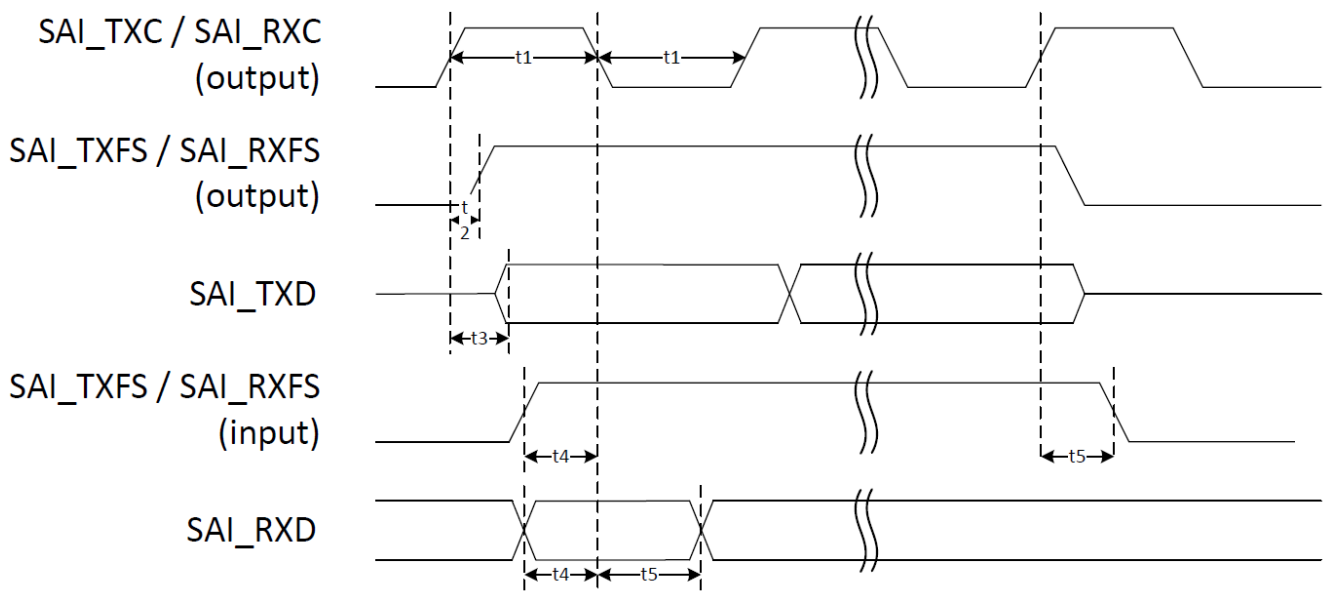 SAI_TXC / SAI_RXC
(output)
t1
t1
SAI_TXFS / SAI_RXFS
(output)
t
2
SAI_TXD
t3
SAI_TXFS / SAI_RXFS
(input)
t4
t5
SAI_RXD
t4
t5